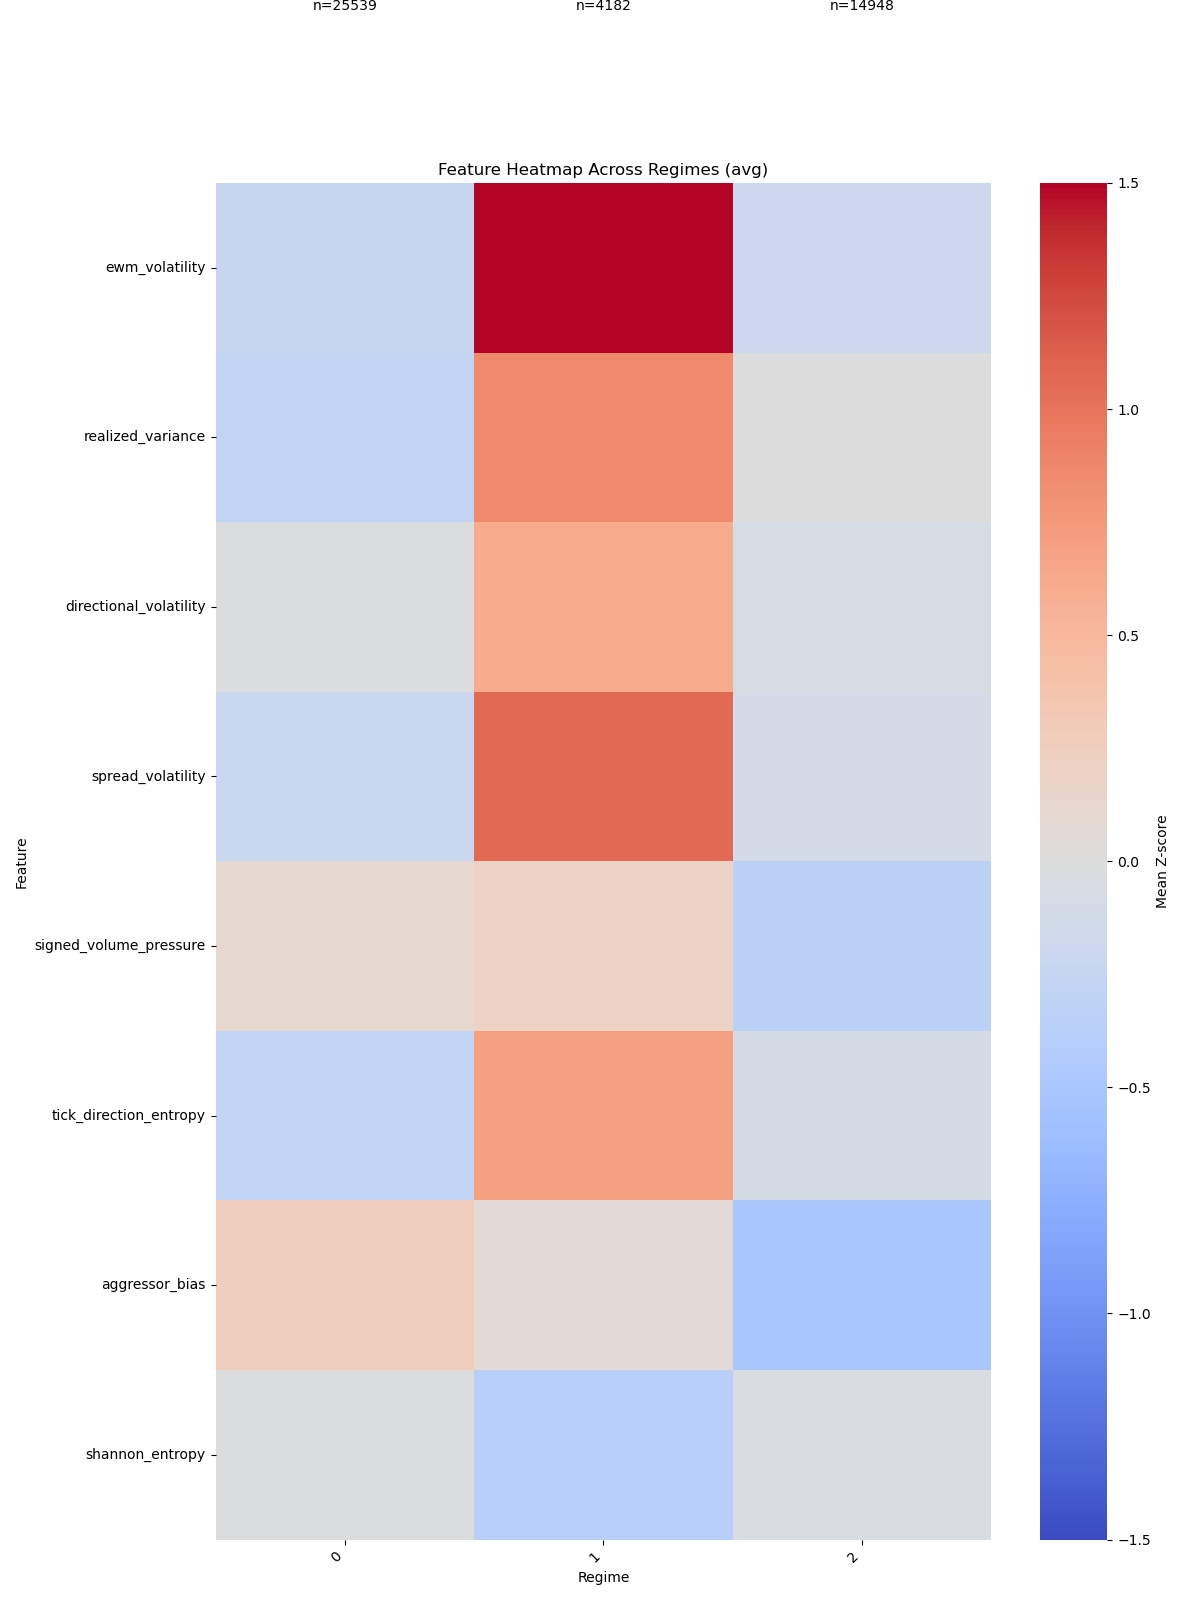 n=25539
n=4182
n=14948
Feature Heatmap Across Regimes (avg)
ewm_volatility
realized_variance
directional_volatility
spread_volatility
signed_volume_pressure
tick_direction_entropy
aggressor_bias
shannon_entropy
Feature
0
1
2
Regime
1.5
1.0
0.5
0.0
−0.5
−1.0
−1.5
Mean Z-score